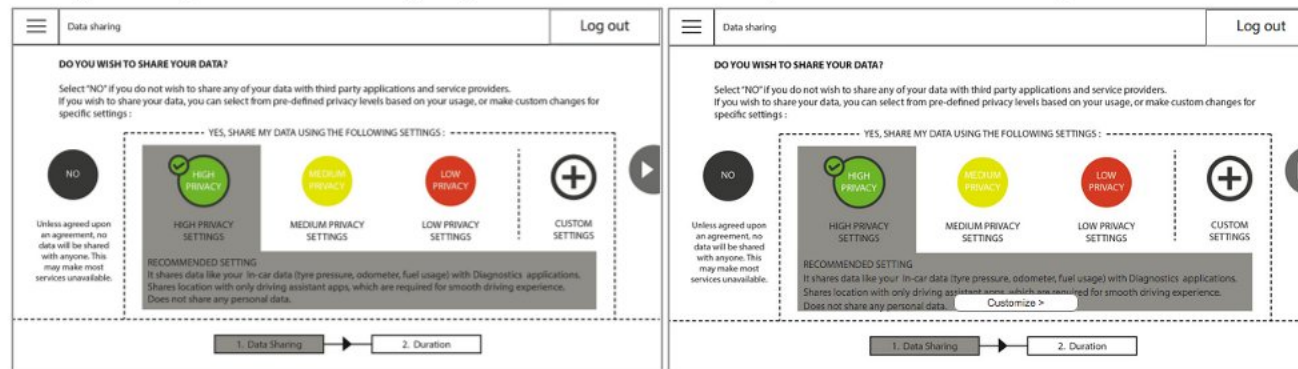 Data sharing
Log out
DO YOU WISH TO SHARE YOUR DATA?
Select "NO" if you do not wish to share any of your data with third party applications and service providers.
If you wish to share your data, you can select from pre-defined privacy levels based on your usage, or make custom changes for
specific settings :
YES, SHARE MY DATA USING THE FOLLOWING SETTINGS :
NO
Unless agreed upon
an agreement, no
data will be shared
with anyone. This
may make most
services unavailable.
HIGH
PRIVACY
HIGH PRIVACY
SETTINGS
MEDIUM
PRIVACY
MEDIUM PRIVACY
SETTINGS
LOW
PRIVACY
LOW PRIVACY
SETTINGS
CUSTOM
SETTINGS
RECOMMENDED SETTING
It shares data like your in-car data (tyre pressure, odometer, fuel usage) with Diagnostics applications.
Shares location with only driving assistant apps, which are required for smooth driving experience.
Does not share any personal data.
1. Data Sharing
2. Duration
Data sharing
Log out
DO YOU WISH TO SHARE YOUR DATA?
Select "NO" if you do not wish to share any of your data with third party applications and service providers.
If you wish to share your data, you can select from pre-defined privacy levels based on your usage, or make custom changes for
specific settings :
YES, SHARE MY DATA USING THE FOLLOWING SETTINGS :
NO
Unless agreed upon
an agreement, no
data will be shared
with anyone. This
may make most
services unavailable.
HIGH
PRIVACY
HIGH PRIVACY
SETTINGS
MEDIUM
PRIVACY
MEDIUM PRIVACY
SETTINGS
LOW
PRIVACY
LOW PRIVACY
SETTINGS
CUSTOM
SETTINGS
RECOMMENDED SETTING
It shares data like your in-car data (tyre pressure, odometer, fuel usage) with Diagnostics applications.
Shares location with only driving assistant apps, which are required for smooth driving experience.
Does not share any personal data.
Customize >
1. Data Sharing
2. Duration